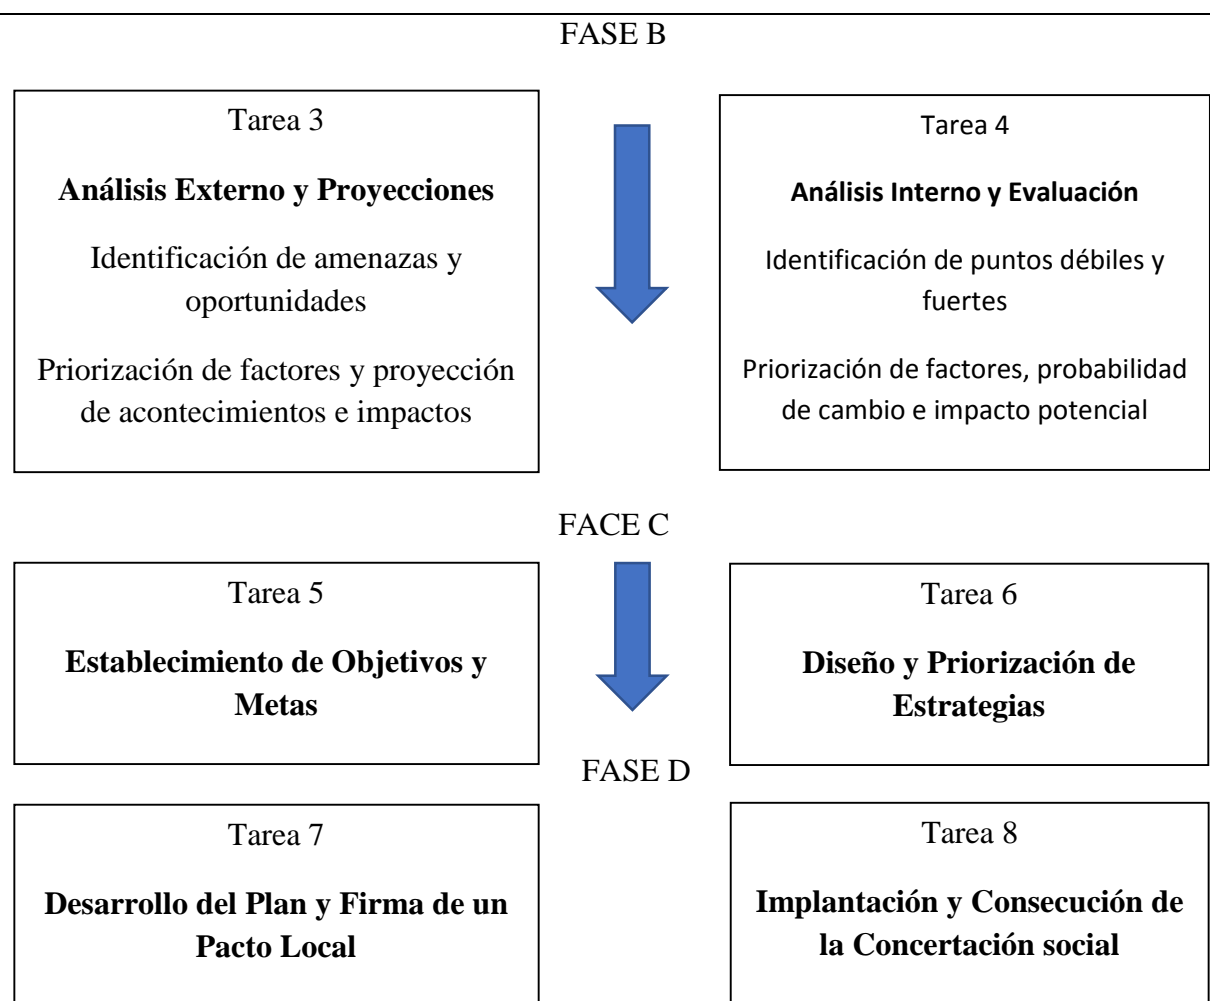 FASE B
Tarea 3
Análisis Externo y Proyecciones
Identificación de amenazas y
oportunidades
Priorización de factores y proyección
de acontecimientos e impactos
Tarea 4
Análisis Interno y Evaluación
Identificación de puntos débiles y
fuertes
Priorización de factores, probabilidad
de cambio e impacto potencial
FACE C
Tarea 5
Establecimiento de Objetivos y
Metas
Tarea 6
Diseño y Priorización de
Estrategias
FASE D
Tarea 7
Desarrollo del Plan y Firma de un
Pacto Local
Tarea 8
Implantación y Consecución de
la Concertación social